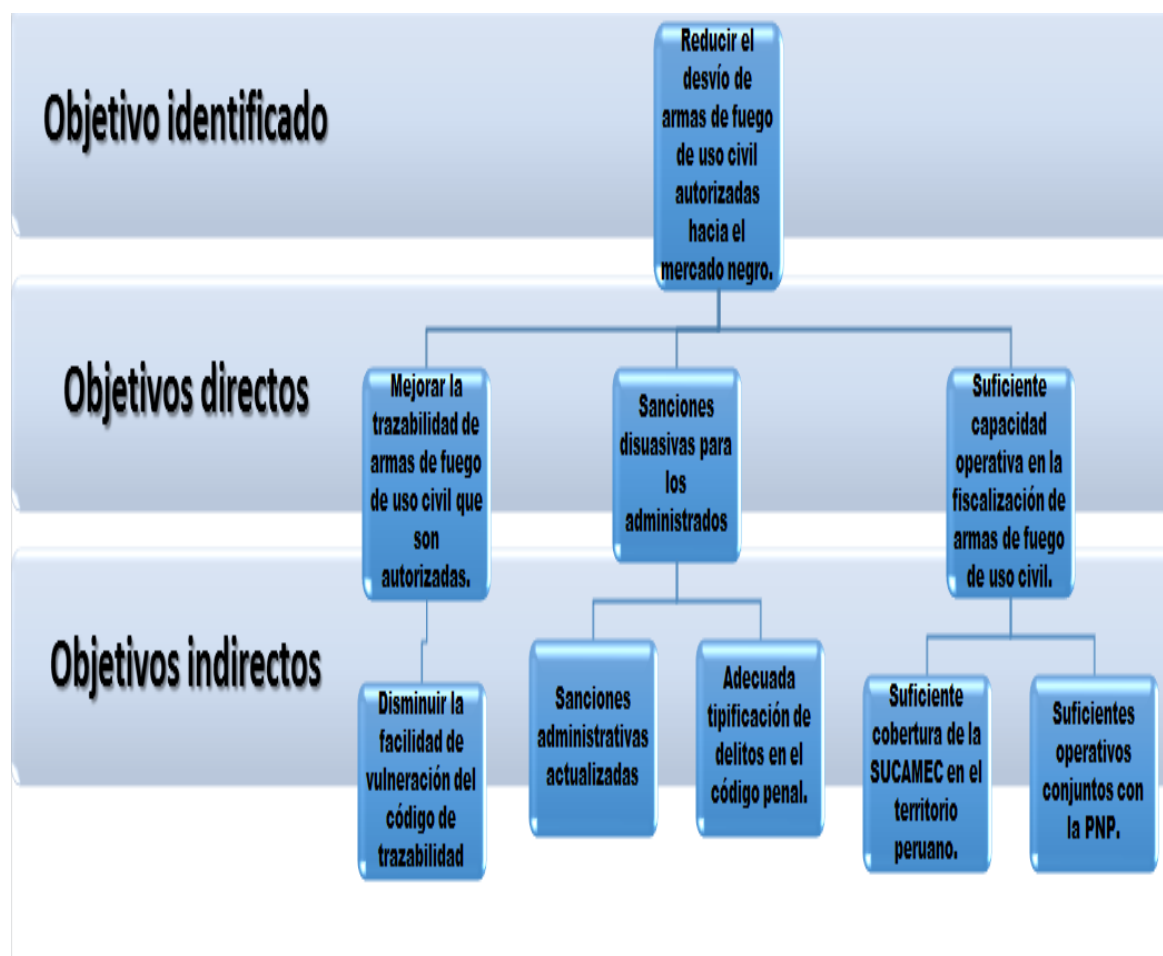 Objetivo identificado
Reducir el
desvío de
armas de fuego
de uso civil
autorizadas
hacia el
mercado negro.
Objetivos directos
Mejorar la
trazabilidad de
armas de fuego
de uso civil que
son
autorizadas.
Sanciones
disuasivas para
los
administrados
Suficiente
capacidad
operativa en la
fiscalización de
armas de fuego
de uso civil.
Objetivos indirectos
Disminuir la
facilidad de
vulneración del
código de
trazabilidad
Sanciones
administrativas
actualizadas
Adecuada
tipificación de
delitos en el
código penal.
Suficiente
cobertura de la
SUCAMEC en el
territorio
peruano.
Suficientes
operativos
conjuntos con
la PNP.